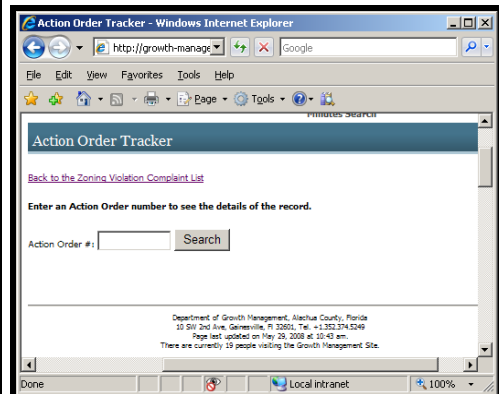 Action Order Tracker - Windows Internet Explorer
http://growth-manage
Google
File Edit View Favorites Tools Help
Page Tools
Minutes Search
Action Order Tracker
Back to the Zoning Violation Complaint List
Enter an Action Order number to see the details of the record.
Action Order #: Search
Department of Growth Management, Alachua County, Florida
10 SW 2nd Ave, Gainesville, Fl 32601, Tel. +1.352.374.5249
Page last updated on May 29, 2008 at 10:43 am.
There are currently 19 people visiting the Growth Management Site.
Done Local intranet 100%